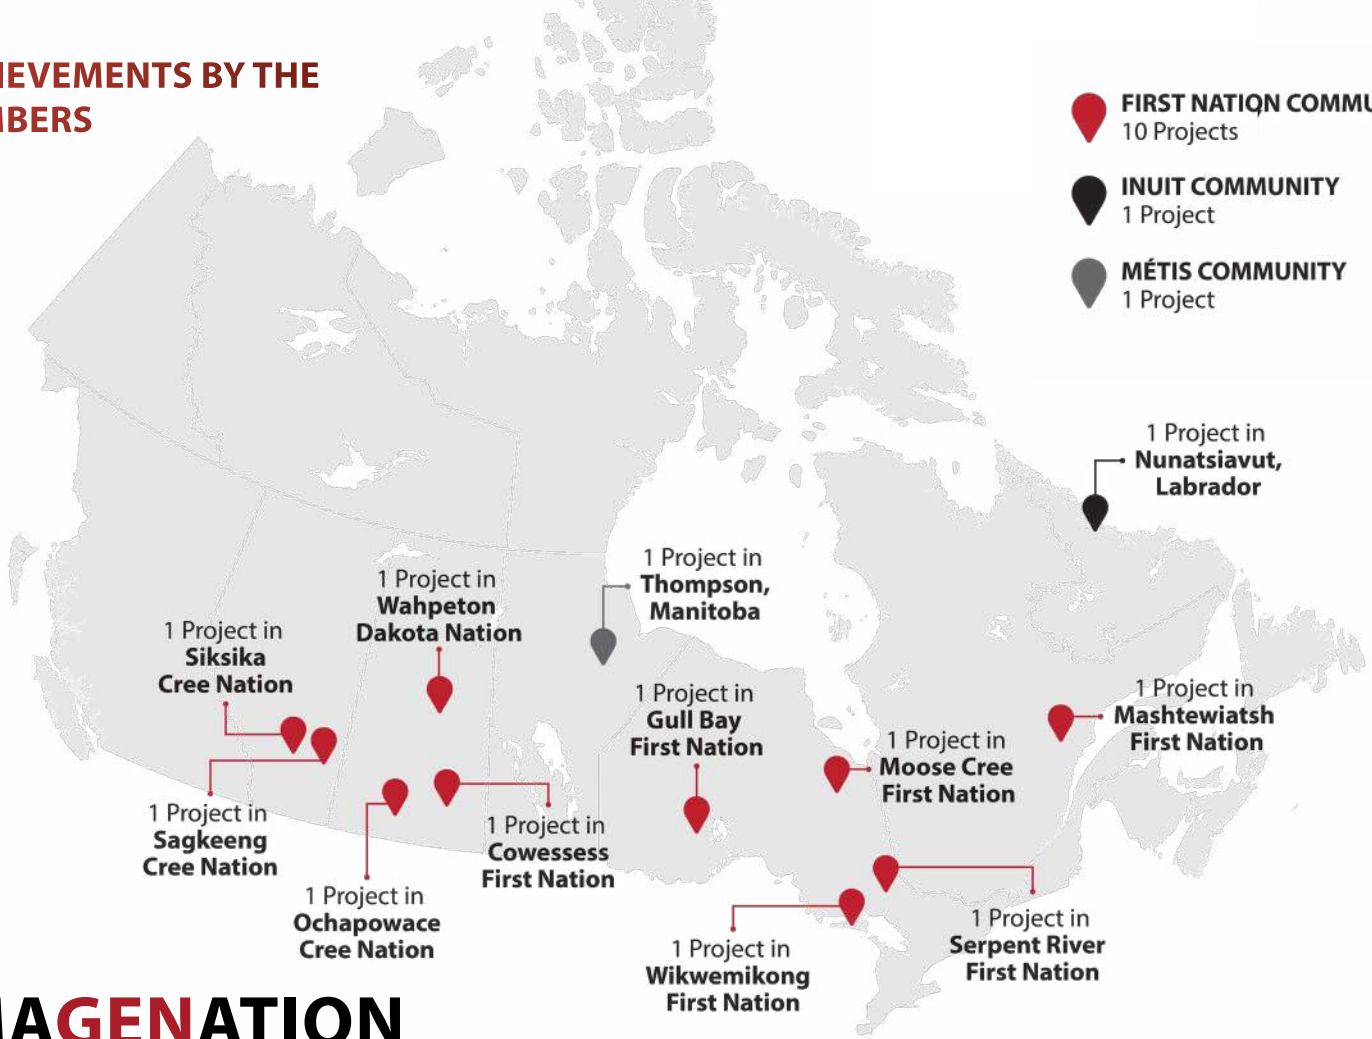 IEVEMENTS BY THE
MBERS
FIRST NATION COMMU
10 Projects
INUIT COMMUNITY
1 Project
MÉTIS COMMUNITY
1 Project
1 Project in
Nunatsiavut,
Labrador
1 Project in
Thompson,
Manitoba
1 Project in
Wahpeton
Dakota Nation
1 Project in
Siksika
Cree Nation
1 Project in
Gull Bay
First Nation
1 Project in
Mashtewiatsh
First Nation
1 Project in
Moose Cree
First Nation
1 Project in
Sagkeeng
Cree Nation
1 Project in
Cowessess
First Nation
1 Project in
Ochapowace
Cree Nation
1 Project in
Wikwemikong
First Nation
1 Project in
Serpent River
First Nation
MAGENATION